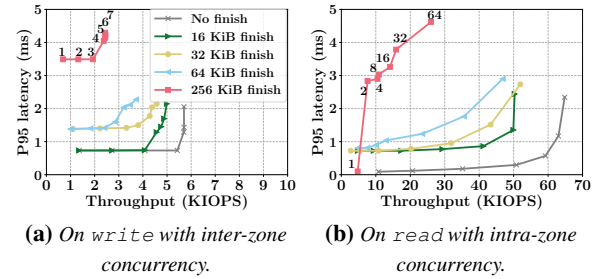 P95 latency (ms)
5
4
3
2
1
0
0 1 2 3 4 5 6 7 8 9 10
Throughput (KIOPS)
1 2 3 4 5 6 7
No finish
16 KiB finish
32 KiB finish
64 KiB finish
256 KiB finish
(a) On write with inter-zone
concurrency.
P95 latency (ms)
5
4
3
2
1
0
0 10 20 30 40 50 60 70
Throughput (KIOPS)
1 2 4 8 16 32 64
(b) On read with intra-zone
concurrency.